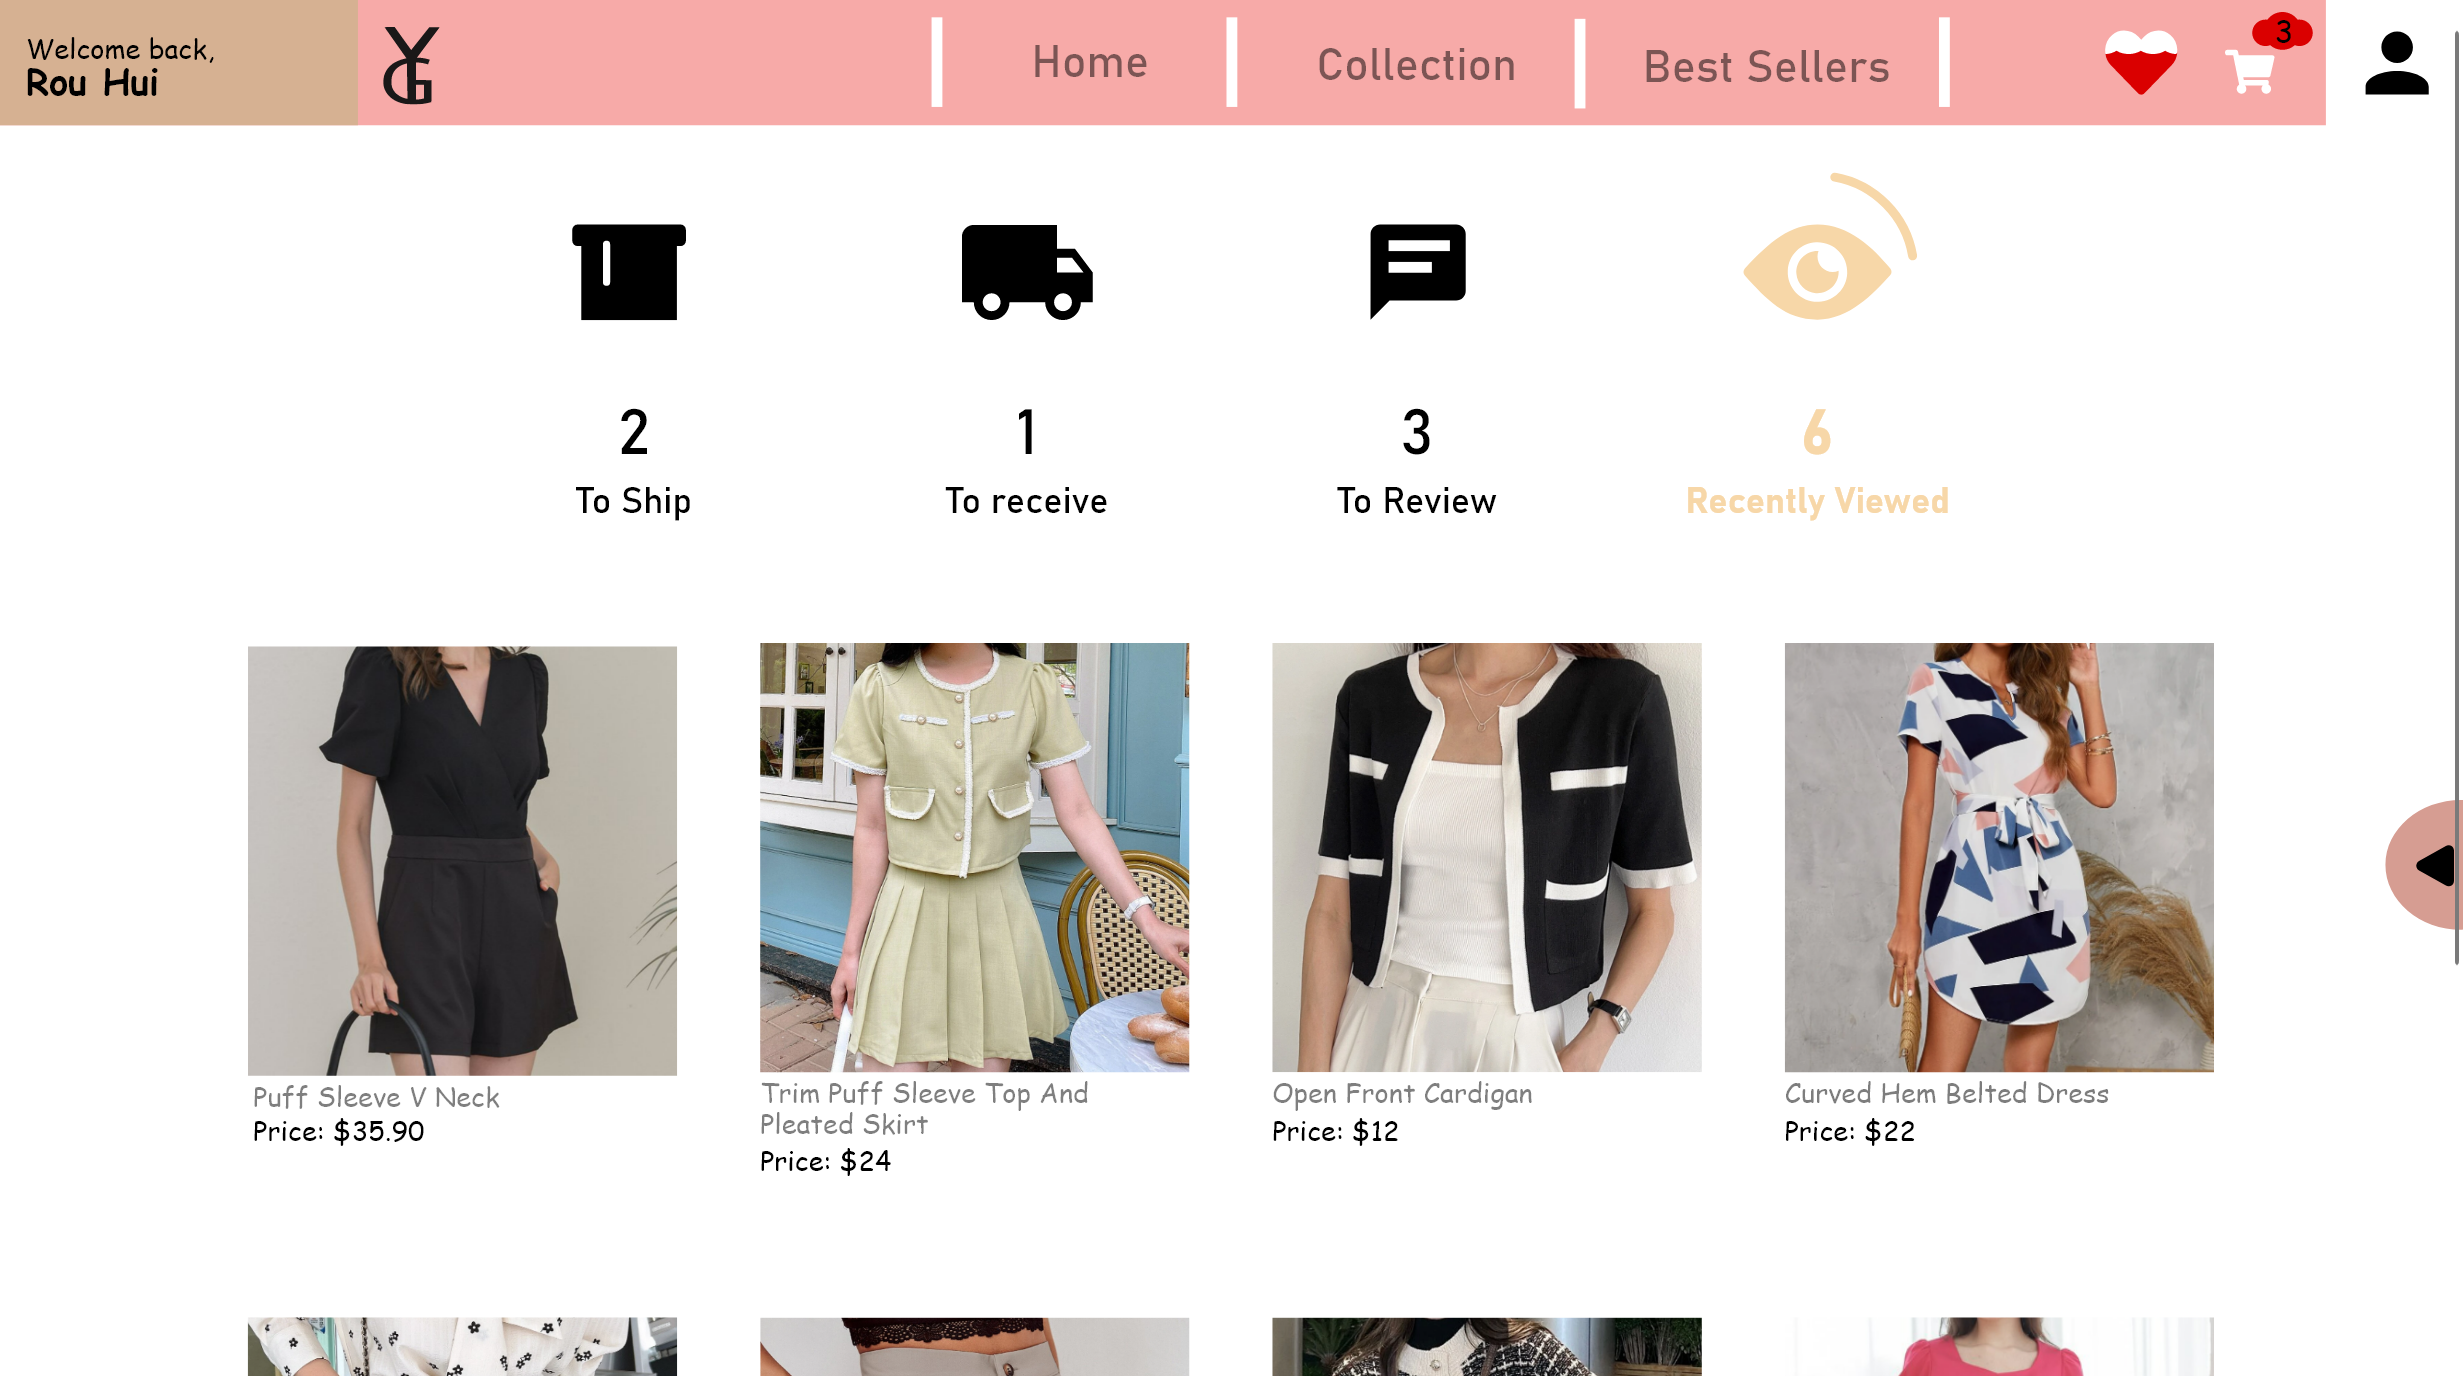 Welcome back,
Rou Hui
YG
Home
Collection
Best Sellers
3
2
To Ship
1
To receive
3
To Review
6
Recently Viewed
Puff Sleeve V Neck
Price: $35.90
Trim Puff Sleeve Top And
Pleated Skirt
Price: $24
Open Front Cardigan
Price: $12
Curved Hem Belted Dress
Price: $22